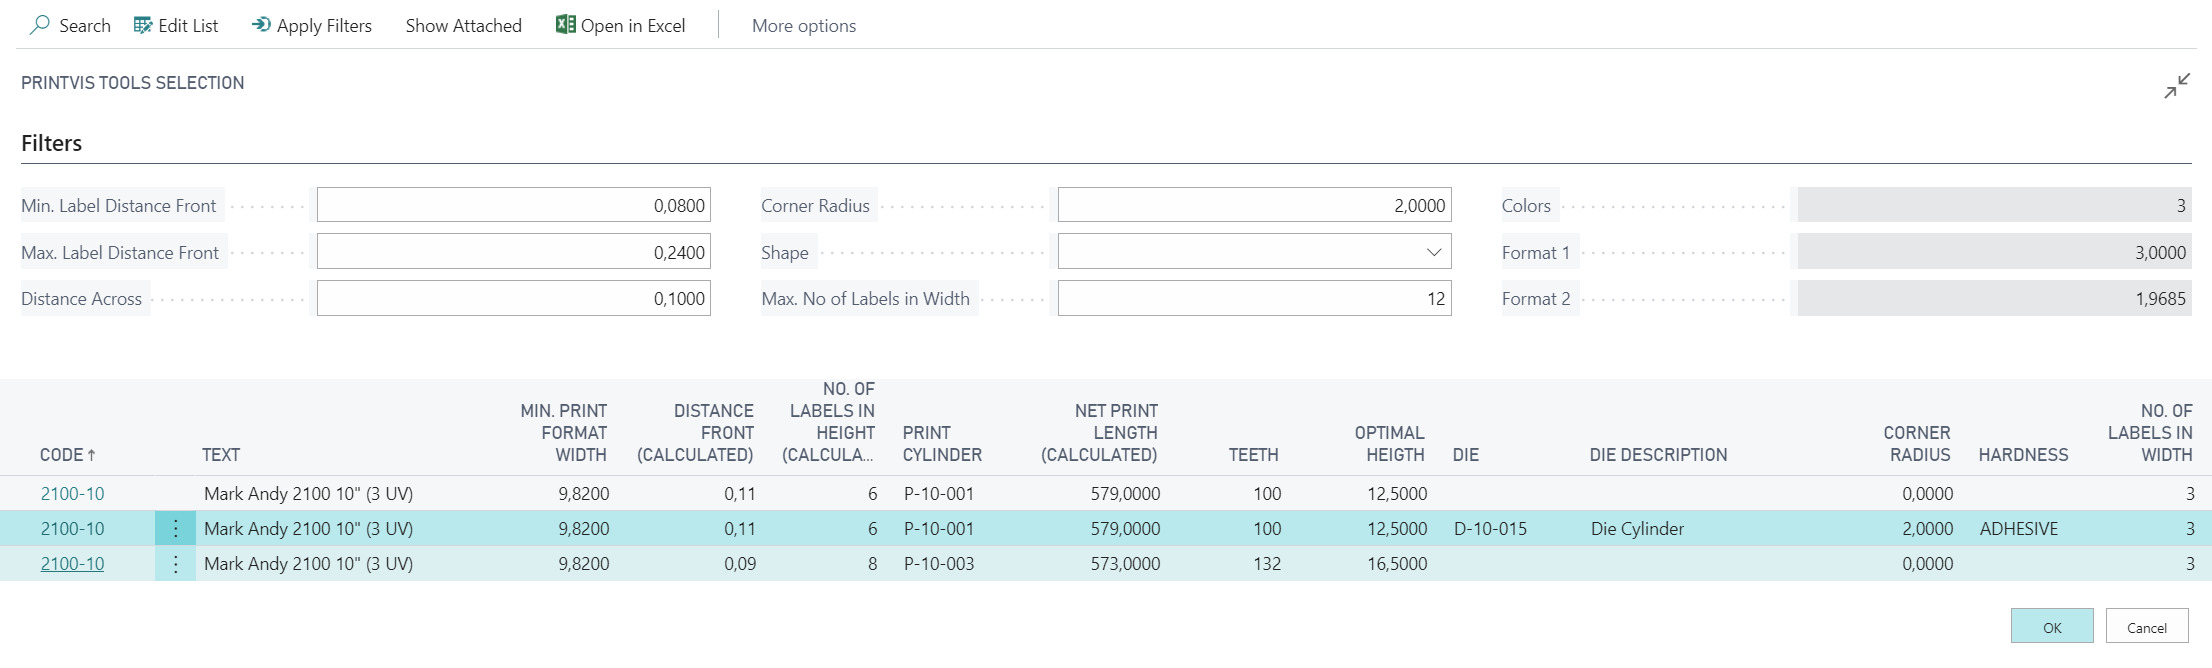 Search Edit List Apply Filters Show Attached Open in Excel More options
PRINTVIS TOOLS SELECTION
Filters
Min. Label Distance Front 0,0800 Corner Radius 2,0000 Colors 3
Max. Label Distance Front 0,2400 Shape Format 1 3,0000
Distance Across 0,1000 Max. No of Labels in Width 12 Format 2 1,9685
CODE↑ TEXT MIN. PRINT FORMAT WIDTH DISTANCE FRONT (CALCULATED) NO. OF LABELS IN HEIGHT (CALCULA... PRINT CYLINDER NET PRINT LENGTH (CALCULATED) TEETH OPTIMAL HEIGTH DIE DIE DESCRIPTION CORNER RADIUS HARDNESS NO. OF LABELS IN WIDTH
2100-10 Mark Andy 2100 10" (3 UV) 9,8200 0,11 6 P-10-001 579,0000 100 12,5000 0,0000 3
2100-10 Mark Andy 2100 10" (3 UV) 9,8200 0,11 6 P-10-001 579,0000 100 12,5000 D-10-015 Die Cylinder 2,0000 ADHESIVE 3
2100-10 Mark Andy 2100 10" (3 UV) 9,8200 0,09 8 P-10-003 573,0000 132 16,5000 0,0000 3
OK Cancel